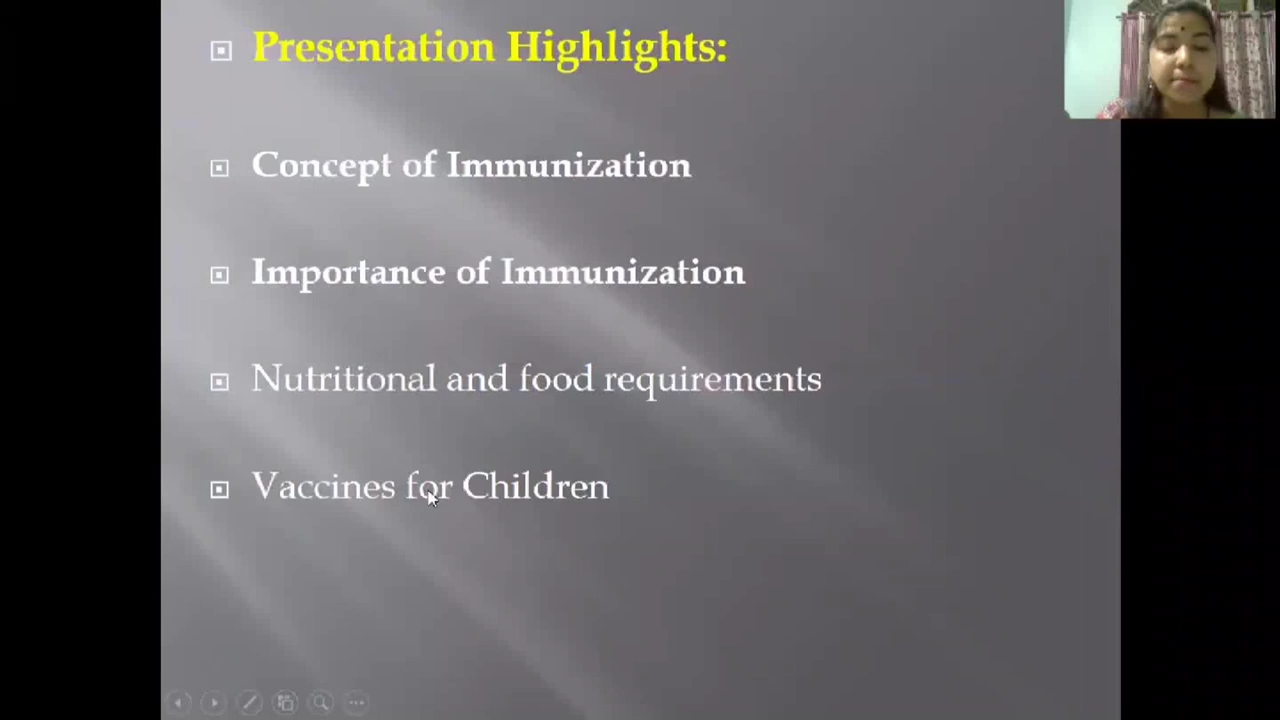 Presentation Highlights:
Concept of Immunization
Importance of Immunization
Nutritional and food requirements
Vaccines for Children